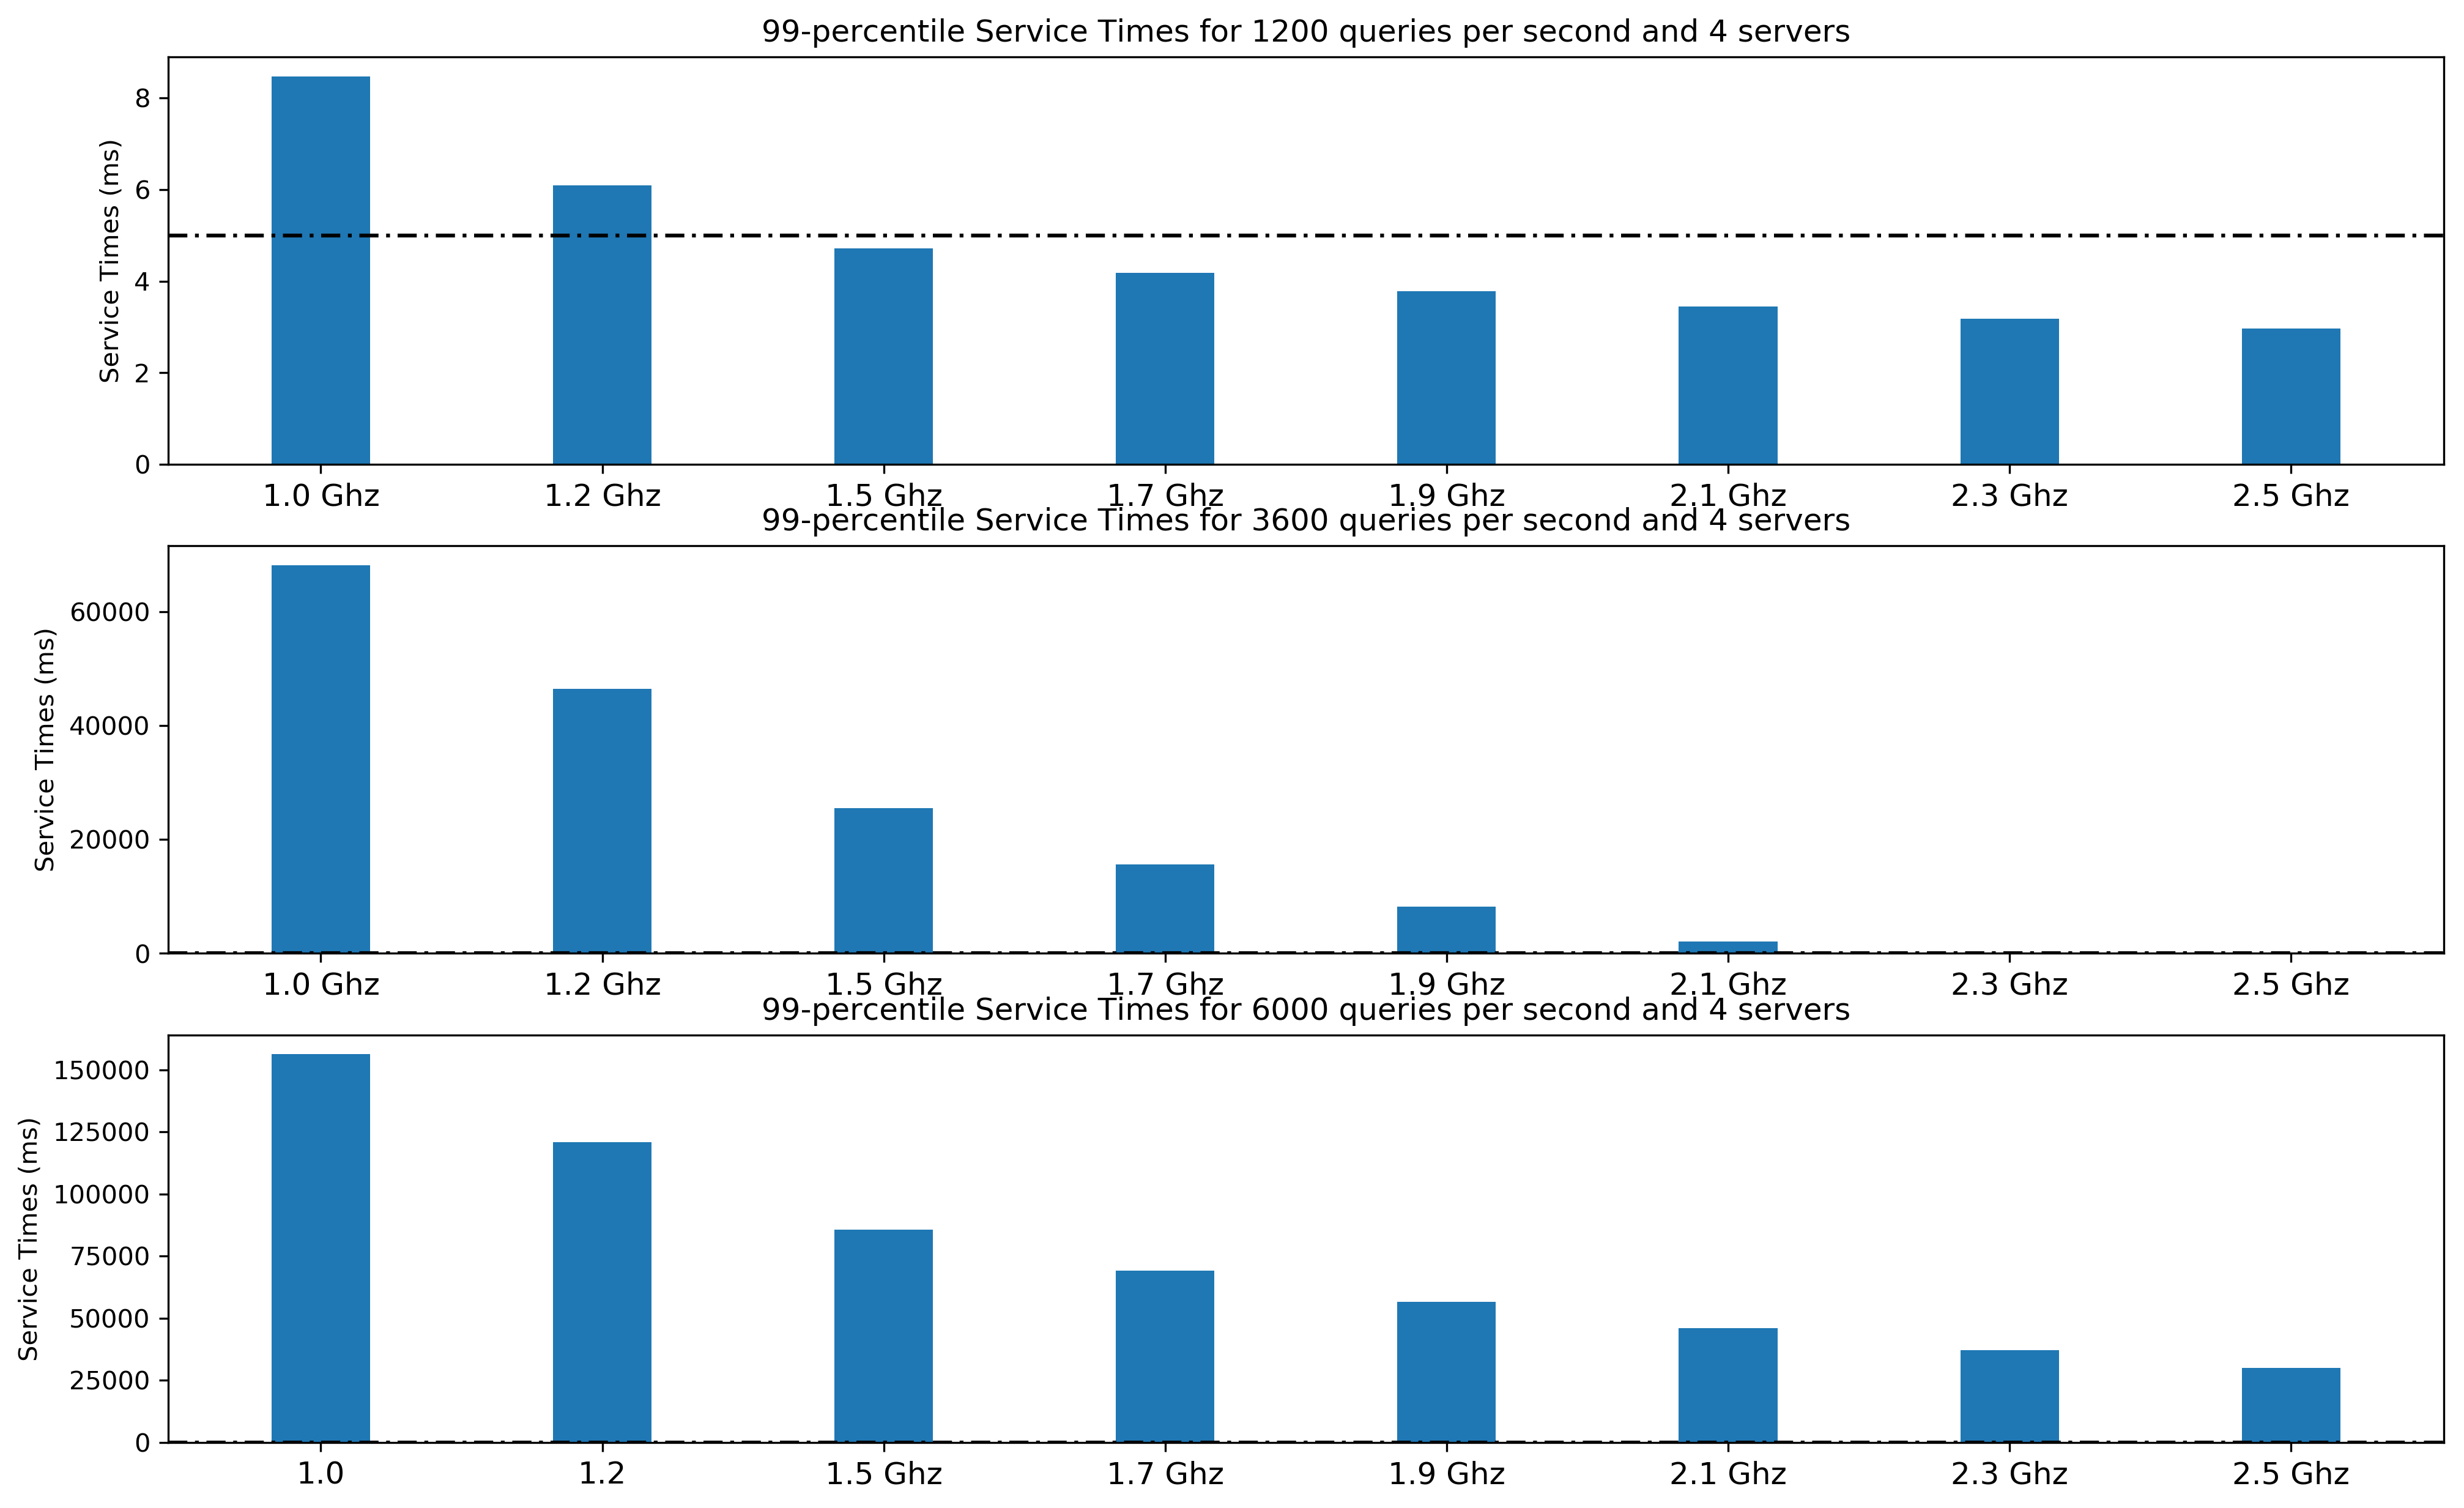 99-percentile Service Times for 1200 queries per second and 4 servers
Service Times (ms)
8
6
4
2
0
1.0 Ghz 1.2 Ghz 1.5 Ghz 1.7 Ghz 1.9 Ghz 2.1 Ghz 2.3 Ghz 2.5 Ghz
99-percentile Service Times for 3600 queries per second and 4 servers
Service Times (ms)
60000
40000
20000
0
1.0 Ghz 1.2 Ghz 1.5 Ghz 1.7 Ghz 1.9 Ghz 2.1 Ghz 2.3 Ghz 2.5 Ghz
99-percentile Service Times for 6000 queries per second and 4 servers
Service Times (ms)
150000
125000
100000
75000
50000
25000
0
1.0 1.2 1.5 Ghz 1.7 Ghz 1.9 Ghz 2.1 Ghz 2.3 Ghz 2.5 Ghz